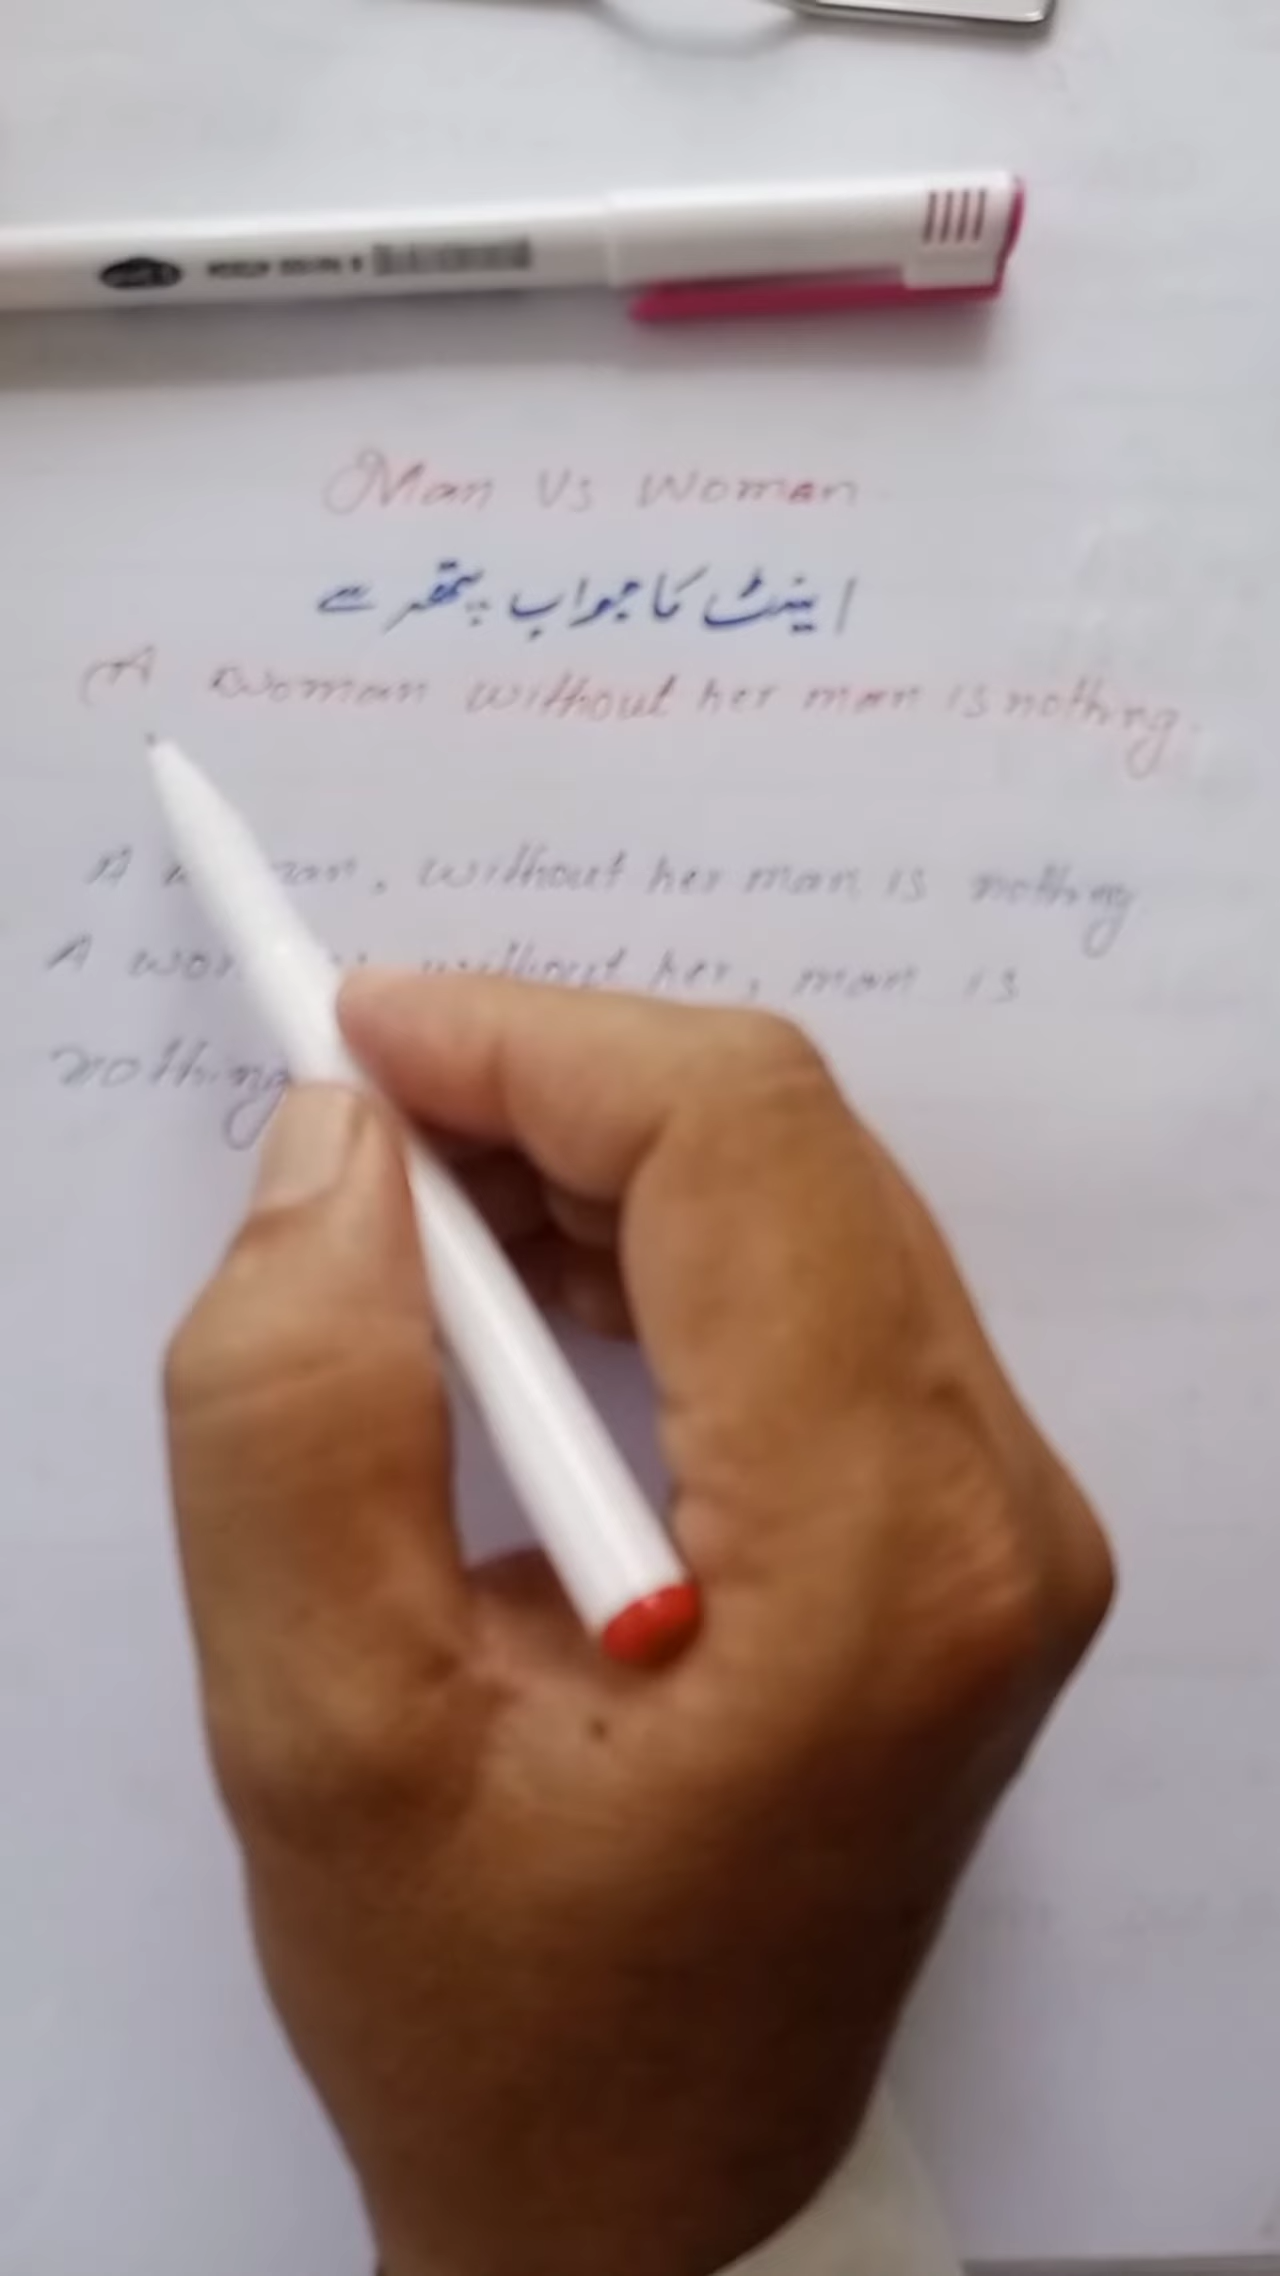 Man Vs Woman
اینٹ کا جواب پتھر سے
A woman without her man is nothing.
A , without her man is nothing
A without her, man is
nothing